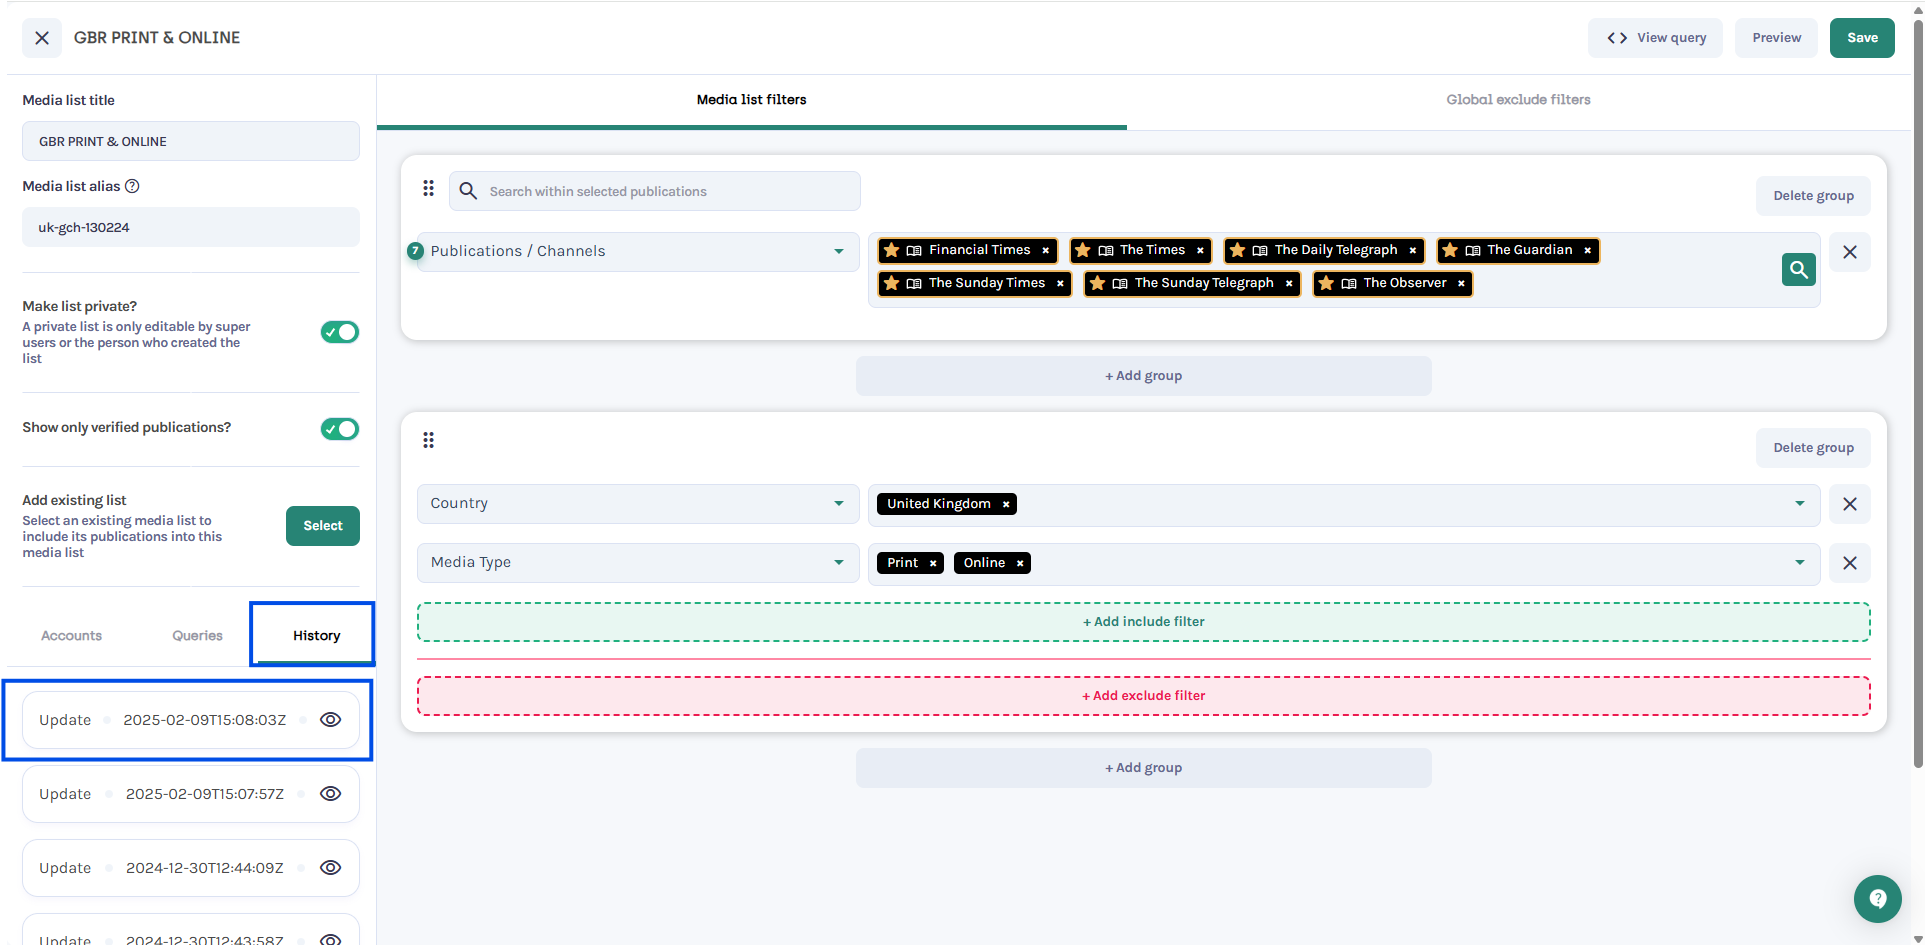 GBR PRINT & ONLINE
View query
Preview
Save
Media list title
GBR PRINT & ONLINE
Media list alias
uk-gch-130224
Make list private?
A private list is only editable by super
users or the person who created the
list
Show only verified publications?
Add existing list
Select an existing media list to
include its publications into this
media list
Select
Accounts
Queries
History
Update 2025-02-09T15:08:03Z
Update 2025-02-09T15:07:57Z
Update 2024-12-30T12:44:09Z
Update 2024-12-30T12:43:58Z
Media list filters
Global exclude filters
Search within selected publications
Delete group
7
Publications / Channels
Financial Times × The Times × The Daily Telegraph × The Guardian ×
The Sunday Times × The Sunday Telegraph × The Observer ×
+ Add group
Delete group
Country
United Kingdom ×
Media Type
Print × Online ×
+ Add include filter
+ Add exclude filter
+ Add group